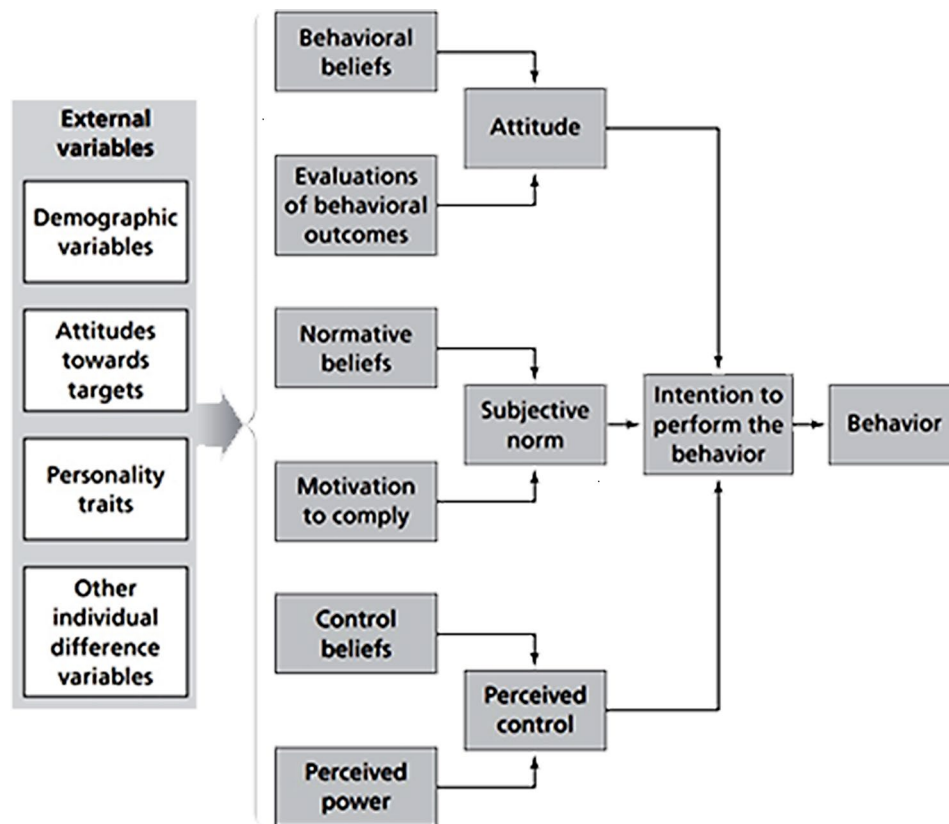 External
variables
Demographic
variables
Attitudes
towards
targets
Personality
traits
Other
individual
difference
variables
Behavioral
beliefs
Evaluations
of behavioral
outcomes
Normative
beliefs
Motivation
to comply
Control
beliefs
Perceived
power
Attitude
Subjective
norm
Perceived
control
Intention to
perform the
behavior
Behavior